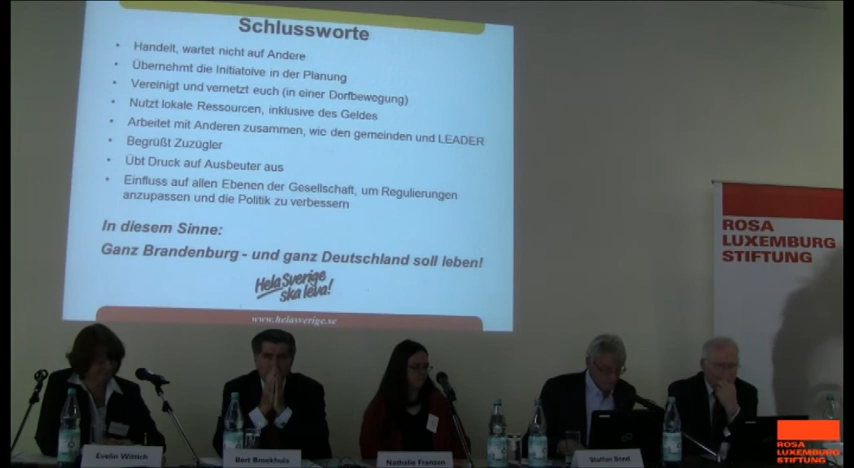 Schlussworte
• Handelt, wartet nicht auf Andere
• Übernehmt die Initiatoive in der Planung
• Vereinigt und vernetzt euch (in einer Dorfbewegung)
• Nutzt lokale Ressourcen, inklusive des Geldes
• Arbeitet mit Anderen zusammen, wie den gemeinden und LEADER
• Begrüßt Zuzügler
• Übt Druck auf Ausbeuter aus
• Einfluss auf allen Ebenen der Gesellschaft, um Regulierungen
anzupassen und die Politik zu verbessern
In diesem Sinne:
Ganz Brandenburg - und ganz Deutschland soll leben!
Hela Sverige
ska leva!
www.helasverige.se
ROSA
LUXEMBURG
STIFTUNG
Evelin Wittich
Bert Broekhuis
Nathalie Franzen
Staffan
ROSA
LUXEMBURG
STIFTUNG